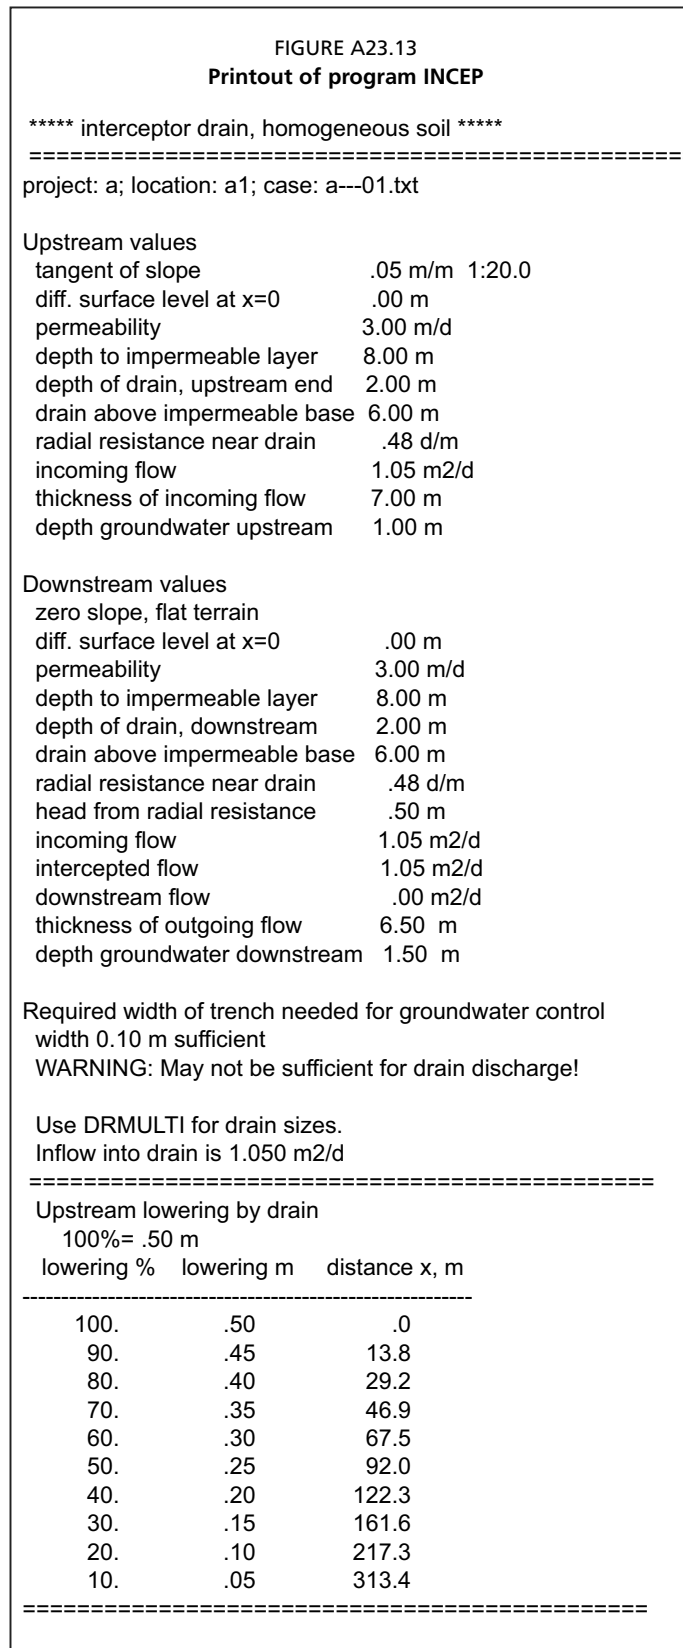 FIGURE A23.13
Printout of program INCEP
***** interceptor drain, homogeneous soil *****
================================================
project: a; location: a1; case: a---01.txt
Upstream values
tangent of slope .05 m/m 1:20.0
diff. surface level at x=0 .00 m
permeability 3.00 m/d
depth to impermeable layer 8.00 m
depth of drain, upstream end 2.00 m
drain above impermeable base 6.00 m
radial resistance near drain .48 d/m
incoming flow 1.05 m2/d
thickness of incoming flow 7.00 m
depth groundwater upstream 1.00 m
Downstream values
zero slope, flat terrain
diff. surface level at x=0 .00 m
permeability 3.00 m/d
depth to impermeable layer 8.00 m
depth of drain, downstream 2.00 m
drain above impermeable base 6.00 m
radial resistance near drain .48 d/m
head from radial resistance .50 m
incoming flow 1.05 m2/d
intercepted flow 1.05 m2/d
downstream flow .00 m2/d
thickness of outgoing flow 6.50 m
depth groundwater downstream 1.50 m
Required width of trench needed for groundwater control
width 0.10 m sufficient
WARNING: May not be sufficient for drain discharge!
Use DRMULTI for drain sizes.
Inflow into drain is 1.050 m2/d
==============================================
Upstream lowering by drain
100%= .50 m
lowering % lowering m distance x, m
----------------------------------------------------------
100. .50 .0
90. .45 13.8
80. .40 29.2
70. .35 46.9
60. .30 67.5
50. .25 92.0
40. .20 122.3
30. .15 161.6
20. .10 217.3
10. .05 313.4
==============================================